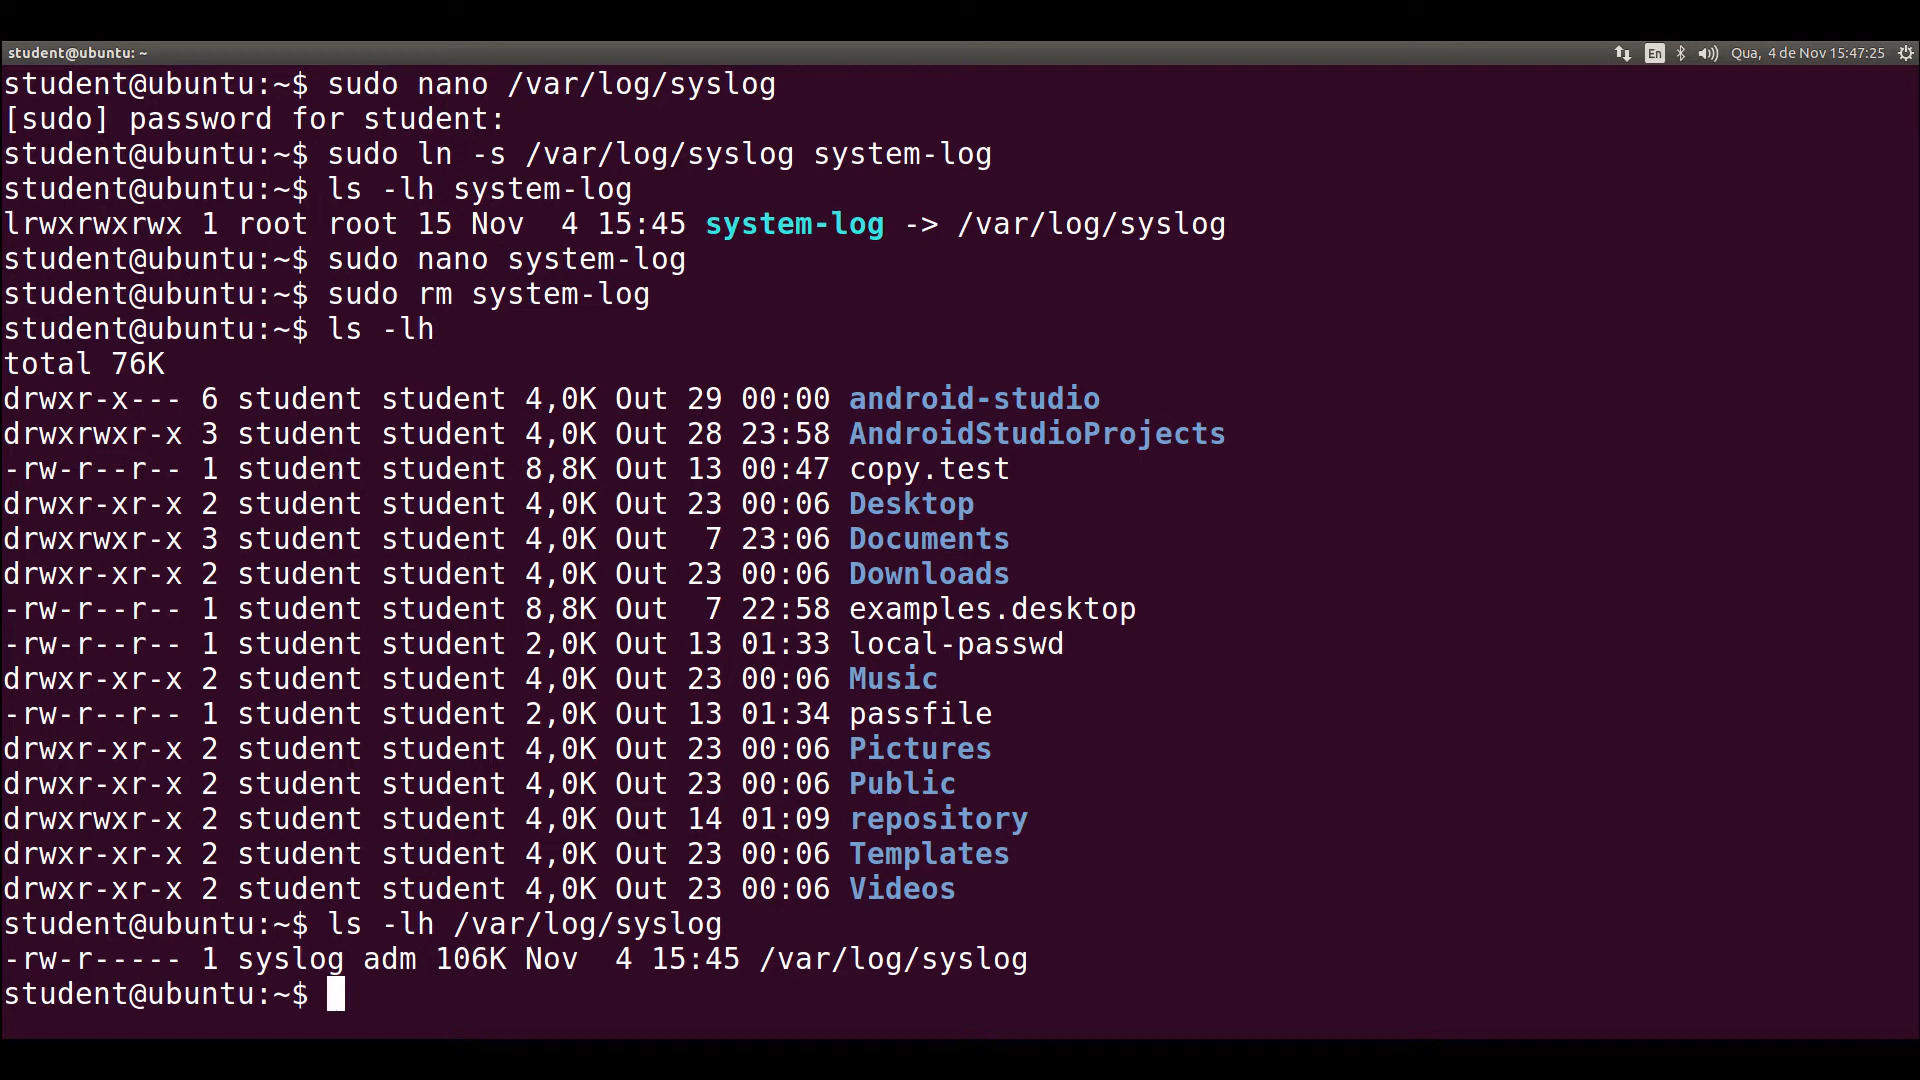 student@ubuntu: ~ En Qua, 4 de Nov 15:47:25
student@ubuntu:~$ sudo nano /var/log/syslog
[sudo] password for student:
student@ubuntu:~$ sudo ln -s /var/log/syslog system-log
student@ubuntu:~$ ls -lh system-log
lrwxrwxrwx 1 root root 15 Nov  4 15:45 system-log -> /var/log/syslog
student@ubuntu:~$ sudo nano system-log
student@ubuntu:~$ sudo rm system-log
student@ubuntu:~$ ls -lh
total 76K
drwxr-x--- 6 student student 4,0K Out 29 00:00 android-studio
drwxrwxr-x 3 student student 4,0K Out 28 23:58 AndroidStudioProjects
-rw-r--r-- 1 student student 8,8K Out 13 00:47 copy.test
drwxr-xr-x 2 student student 4,0K Out 23 00:06 Desktop
drwxrwxr-x 3 student student 4,0K Out  7 23:06 Documents
drwxr-xr-x 2 student student 4,0K Out 23 00:06 Downloads
-rw-r--r-- 1 student student 8,8K Out  7 22:58 examples.desktop
-rw-r--r-- 1 student student 2,0K Out 13 01:33 local-passwd
drwxr-xr-x 2 student student 4,0K Out 23 00:06 Music
-rw-r--r-- 1 student student 2,0K Out 13 01:34 passfile
drwxr-xr-x 2 student student 4,0K Out 23 00:06 Pictures
drwxr-xr-x 2 student student 4,0K Out 23 00:06 Public
drwxrwxr-x 2 student student 4,0K Out 14 01:09 repository
drwxr-xr-x 2 student student 4,0K Out 23 00:06 Templates
drwxr-xr-x 2 student student 4,0K Out 23 00:06 Videos
student@ubuntu:~$ ls -lh /var/log/syslog
-rw-r----- 1 syslog adm 106K Nov  4 15:45 /var/log/syslog
student@ubuntu:~$